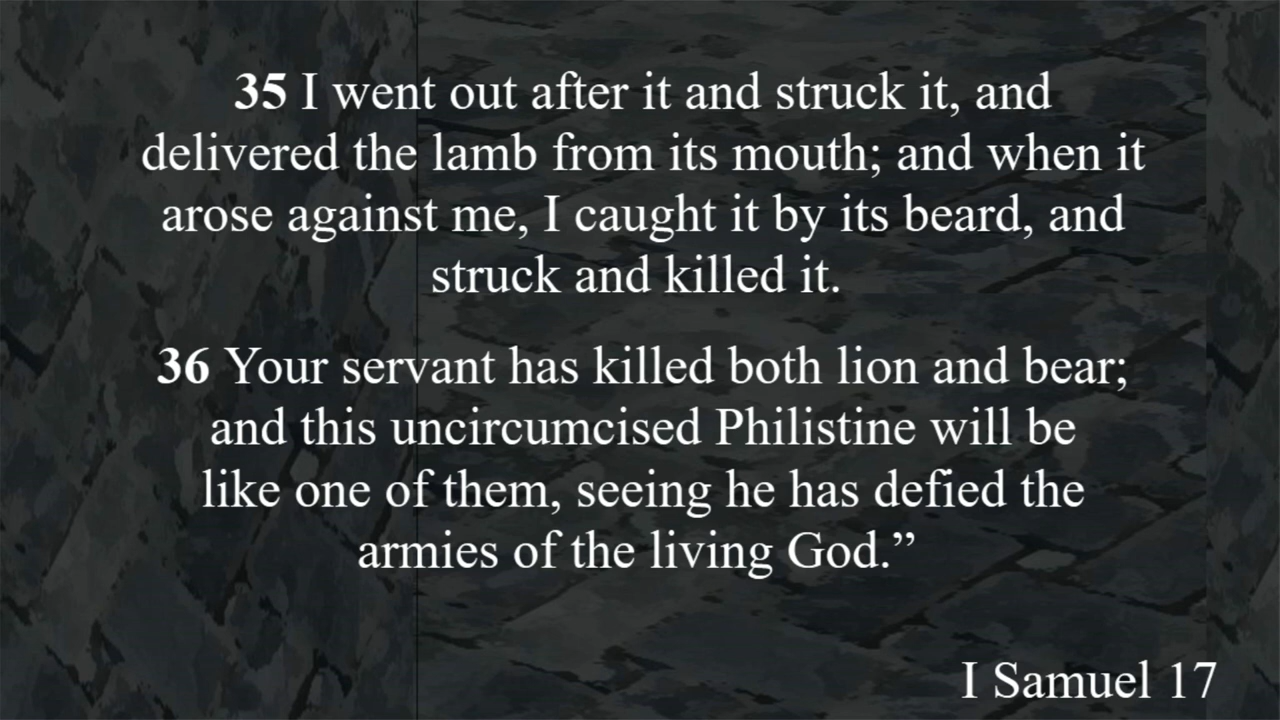 35 I went out after it and struck it, and
delivered the lamb from its mouth; and when it
arose against me, I caught it by its beard, and
struck and killed it.
36 Your servant has killed both lion and bear;
and this uncircumcised Philistine will be
like one of them, seeing he has defied the
armies of the living God.”
I Samuel 17